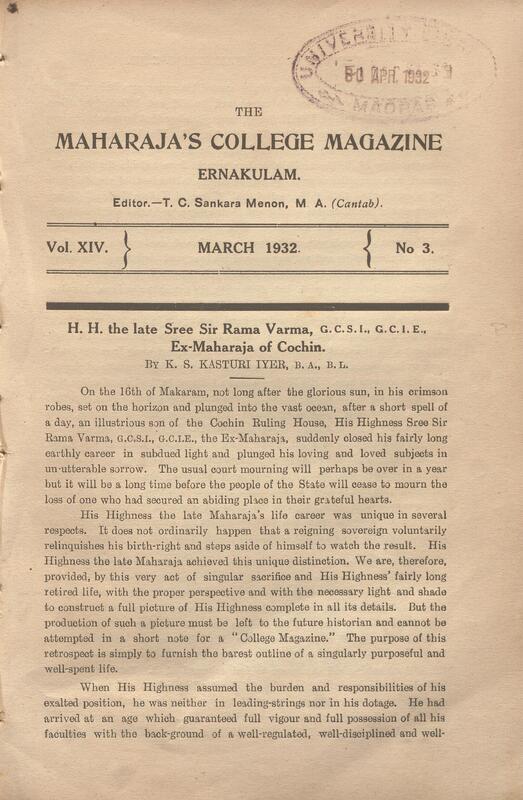 UNIVERSITY
30 APR. 1932
MADRAS
THE
MAHARAJA'S COLLEGE MAGAZINE
ERNAKULAM.
Editor.—T. C. Sankara Menon, M A. (Cantab).
Vol. XIV. } MARCH 1932. { No 3.
H. H. the late Sree Sir Rama Varma, G.C.S.I., G.C.I.E.,
Ex-Maharaja of Cochin.
BY K. S. KASTURI IYER, B. A., B. L.
On the 16th of Makaram, not long after the glorious sun, in his crimson
robes, set on the horizon and plunged into the vast ocean, after a short spell of
a day, an illustrious son of the Cochin Ruling House, His Highness Sree Sir
Rama Varma, G.C.S.I., G.C.I.E., the Ex-Maharaja, suddenly closed his fairly long
earthly career in subdued light and plunged his loving and loved subjects in
un-utterable sorrow. The usual court mourning will perhaps be over in a year
but it will be a long time before the people of the State will cease to mourn the
loss of one who had secured an abiding place in their grateful hearts.
His Highness the late Maharaja's life career was unique in several
respects. It does not ordinarily happen that a reigning sovereign voluntarily
relinquishes his birth-right and steps aside of himself to watch the result. His
Highness the late Maharaja achieved this unique distinction. We are, therefore,
provided, by this very act of singular sacrifice and His Highness' fairly long
retired life, with the proper perspective and with the necessary light and shade
to construct a full picture of His Highness complete in all its details. But the
production of such a picture must be left to the future historian and cannot be
attempted in a short note for a "College Magazine." The purpose of this
retrospect is simply to furnish the barest outline of a singularly purposeful and
well-spent life.
When His Highness assumed the burden and responsibilities of his
exalted position, he was neither in leading-strings nor in his dotage. He had
arrived at an age which guaranteed full vigour and full possession of all his
faculties with the back-ground of a well-regulated, well-disciplined and well-